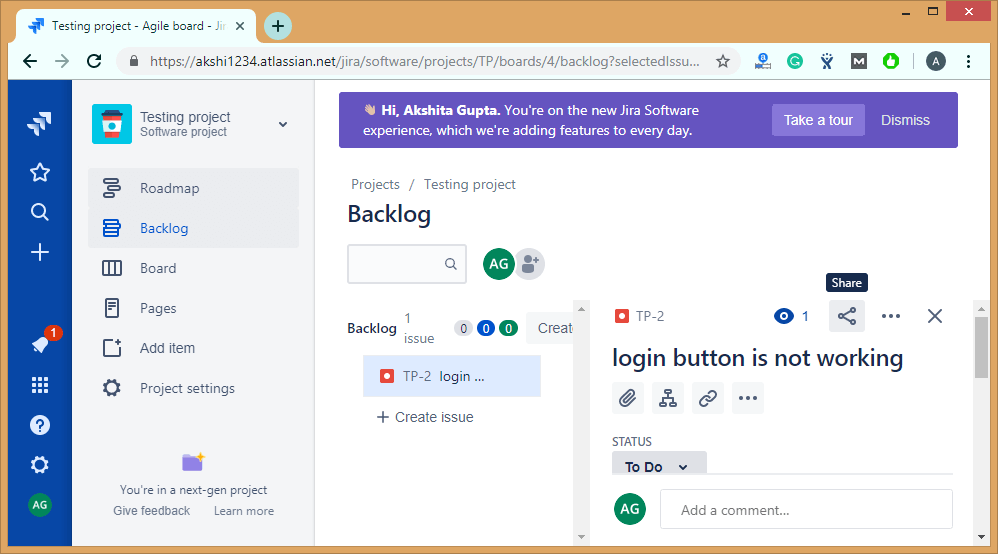 Testing project - Agile board - Jir
https://akshi1234.atlassian.net/jira/software/projects/TP/boards/4/backlog?selectedIssu...
A
M
A
Testing project
Software project
Roadmap
Backlog
Board
Pages
Add item
Project settings
1
AG
You're in a next-gen project
Give feedback Learn more
Hi, Akshita Gupta. You're on the new Jira Software
experience, which we're adding features to every day.
Take a tour
Dismiss
Projects / Testing project
Backlog
AG
Backlog 1
issue
0 0 0
Create
TP-2 login ...
+ Create issue
Share
TP-2
1
login button is not working
STATUS
To Do
AG
Add a comment...